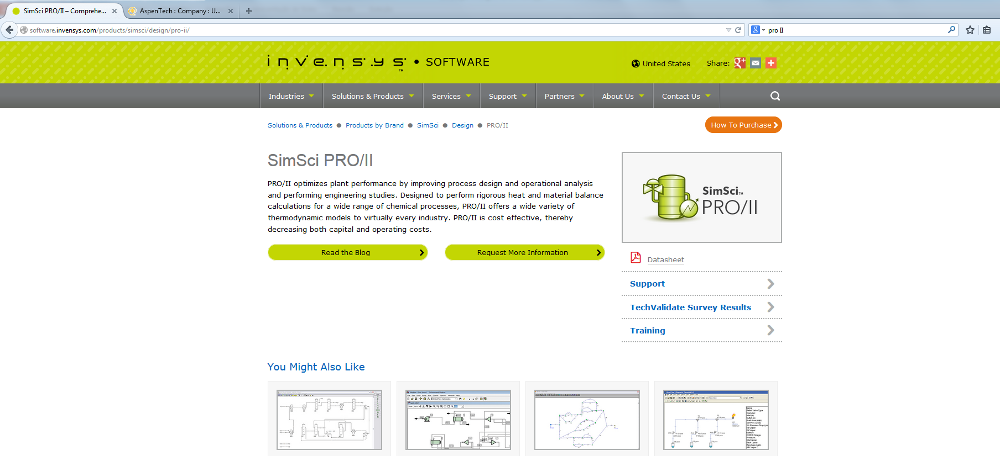 SimSci PRO/II – Comprehe...
AspenTech : Company : U...
software.invensys.com/products/simsci/design/pro-ii/
pro II
invensys™ • SOFTWARE
United States
Share:
Industries
Solutions & Products
Services
Support
Partners
About Us
Contact Us
Solutions & Products ● Products by Brand ● SimSci ● Design ● PRO/II
How To Purchase
SimSci PRO/II
PRO/II optimizes plant performance by improving process design and operational analysis
and performing engineering studies. Designed to perform rigorous heat and material balance
calculations for a wide range of chemical processes, PRO/II offers a wide variety of
thermodynamic models to virtually every industry. PRO/II is cost effective, thereby
decreasing both capital and operating costs.
Read the Blog
Request More Information
SimSci™
PRO/II
Datasheet
Support
TechValidate Survey Results
Training
You Might Also Like